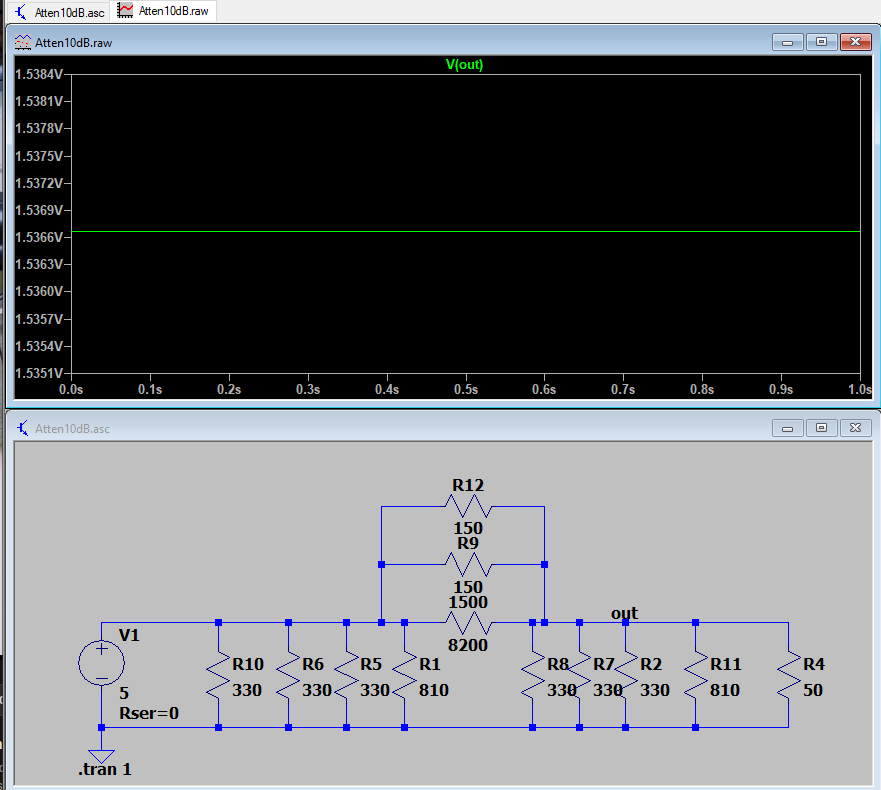 Atten10dB.asc Atten10dB.raw
Atten10dB.raw
V(out)
1.5384V
1.5381V
1.5378V
1.5375V
1.5372V
1.5369V
1.5366V
1.5363V
1.5360V
1.5357V
1.5354V
1.5351V
0.0s 0.1s 0.2s 0.3s 0.4s 0.5s 0.6s 0.7s 0.8s 0.9s 1.0s
Atten10dB.asc
R12
150
R9
150
1500
out
V1
8200
R10 R6 R5 R1 R8 R7 R2 R11 R4
330 330 330 810 330 330 330 810 50
5
Rser=0
.tran 1